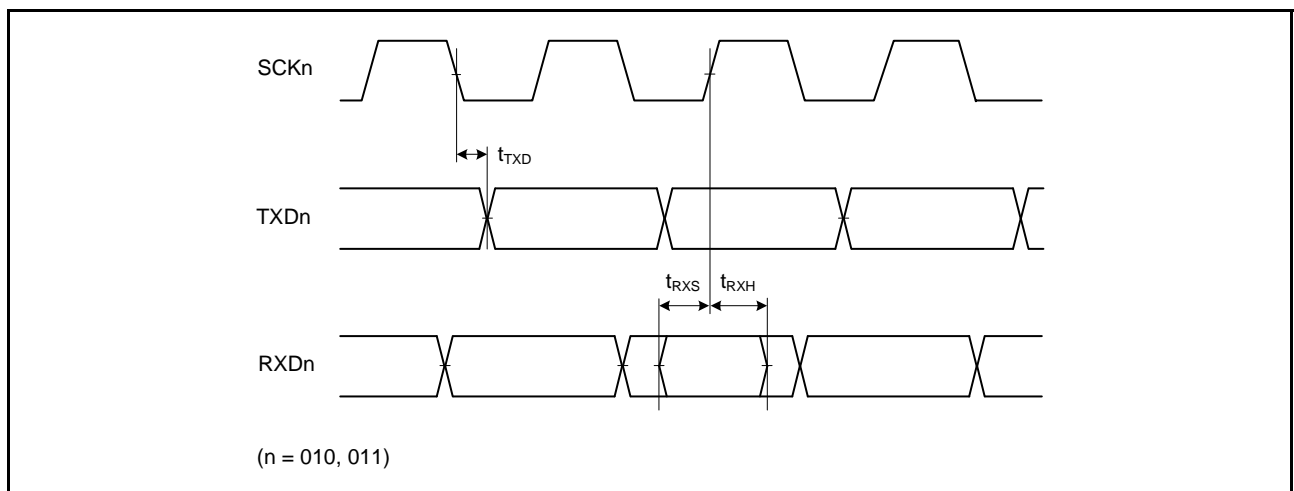 SCKn
tTXD
TXDn
tRXS tRXH
RXDn
(n = 010, 011)